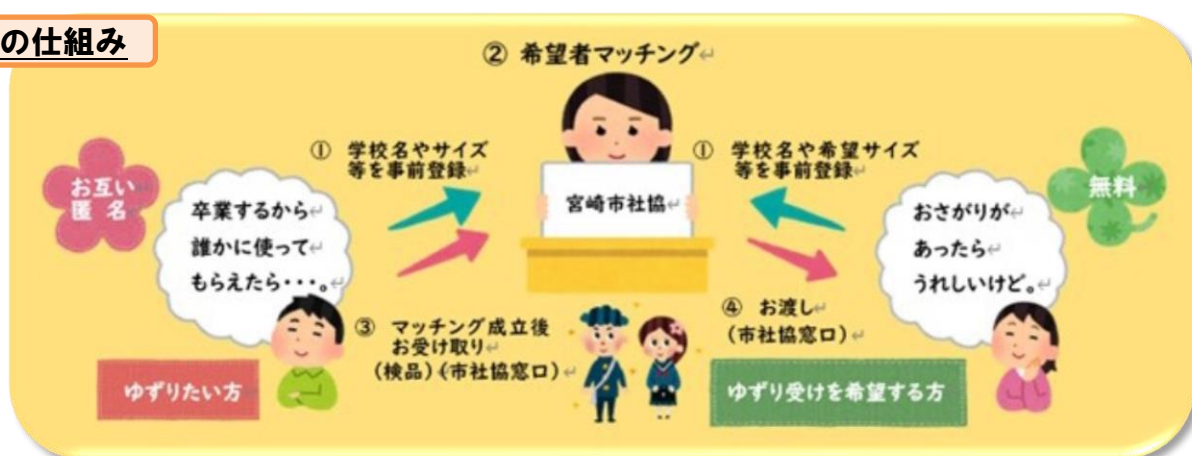 の仕組み
② 希望者マッチング
① 学校名やサイズ
等を事前登録
① 学校名や希望サイズ
等を事前登録
お互い
匿 名
無料
卒業するから
誰かに使って
もらえたら・・・。
宮崎市社協
おさがりが
あったら
うれしいけど。
③ マッチング成立後
お受け取り
(検品)(市社協窓口)
④ お渡し
(市社協窓口)
ゆずりたい方
ゆずり受けを希望する方